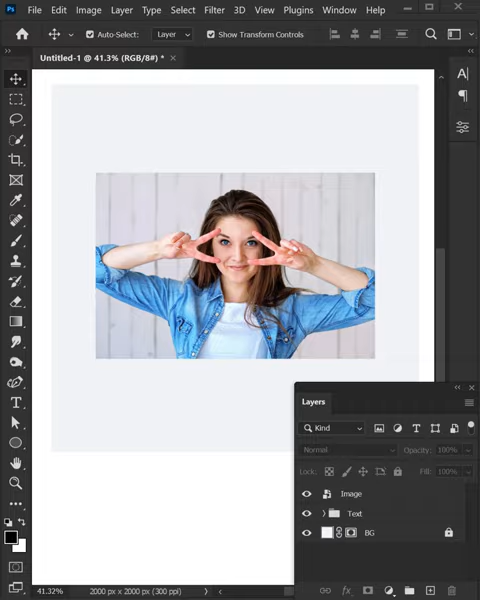 Ps File Edit Image Layer Type Select Filter 3D View Plugins Window Help
Auto-Select: Layer Show Transform Controls
Untitled-1 @ 41.3% (RGB/8#) *
Layers
Kind
Normal Opacity: 100%
Lock: Fill: 100%
Image
Text
BG
41.32% 2000 px x 2000 px (300 ppi)